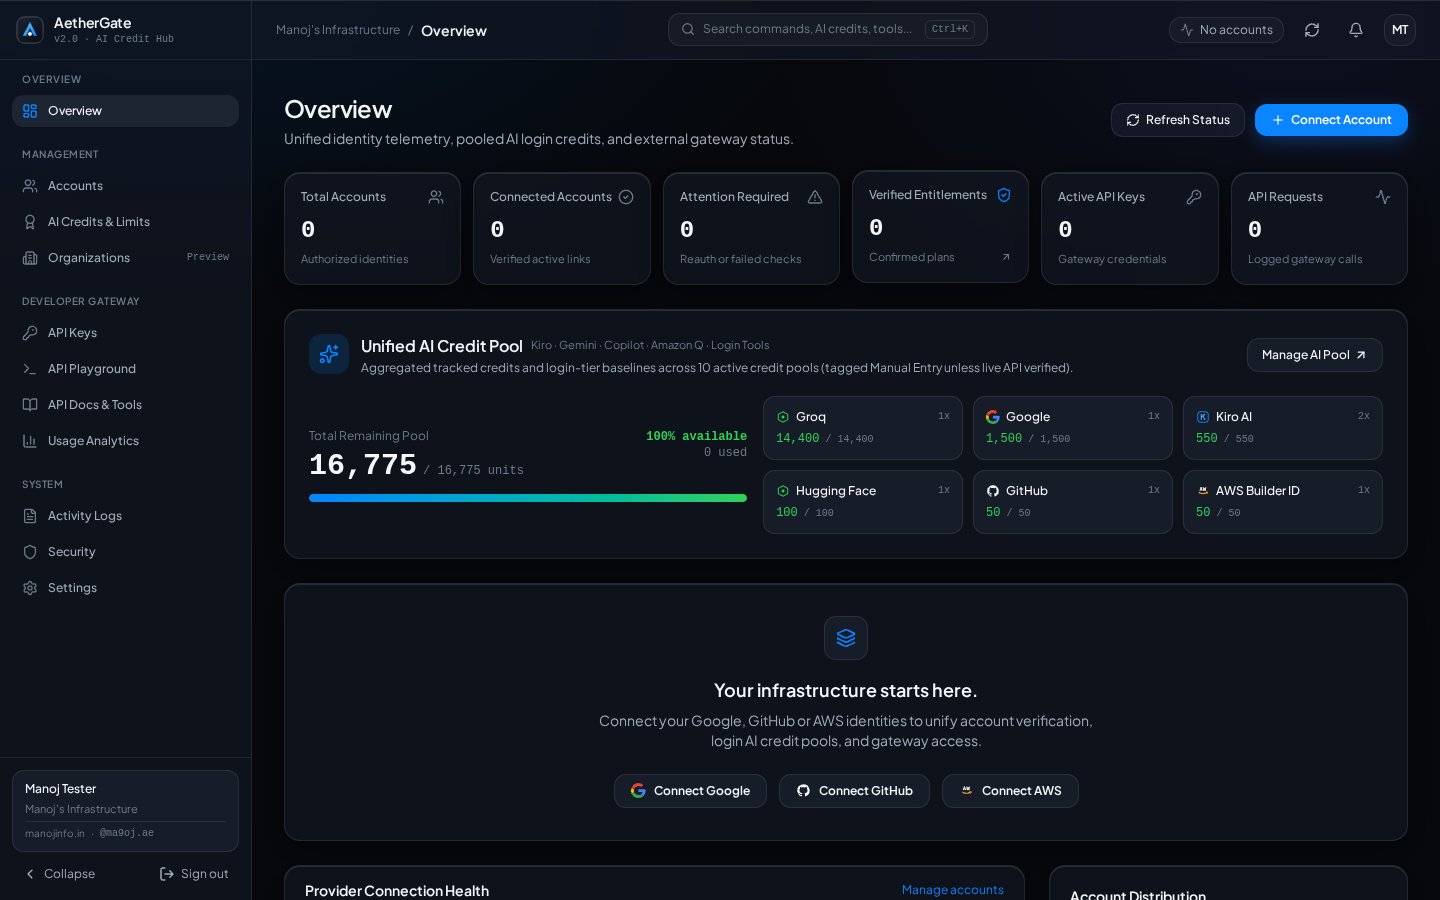 AetherGate
v2.0 · AI Credit Hub
OVERVIEW
Overview
MANAGEMENT
Accounts
AI Credits & Limits
Organizations Preview
DEVELOPER GATEWAY
API Keys
API Playground
API Docs & Tools
Usage Analytics
SYSTEM
Activity Logs
Security
Settings
Manoj Tester
Manoj's Infrastructure
manojinfo.in · @ma9oj.ae
Collapse Sign out
Manoj's Infrastructure / Overview
Search commands, AI credits, tools... Ctrl+K
No accounts
MT
Overview
Unified identity telemetry, pooled AI login credits, and external gateway status.
Refresh Status
Connect Account
Total Accounts
0
Authorized identities
Connected Accounts
0
Verified active links
Attention Required
0
Reauth or failed checks
Verified Entitlements
0
Confirmed plans
Active API Keys
0
Gateway credentials
API Requests
0
Logged gateway calls
Unified AI Credit Pool Kiro · Gemini · Copilot · Amazon Q · Login Tools
Aggregated tracked credits and login-tier baselines across 10 active credit pools (tagged Manual Entry unless live API verified).
Manage AI Pool
Total Remaining Pool
16,775 / 16,775 units
100% available
0 used
Groq 1x
14,400 / 14,400
Google 1x
1,500 / 1,500
Kiro AI 2x
550 / 550
Hugging Face 1x
100 / 100
GitHub 1x
50 / 50
AWS Builder ID 1x
50 / 50
Your infrastructure starts here.
Connect your Google, GitHub or AWS identities to unify account verification,
login AI credit pools, and gateway access.
Connect Google
Connect GitHub
Connect AWS
Provider Connection Health
Manage accounts
Account Distribution